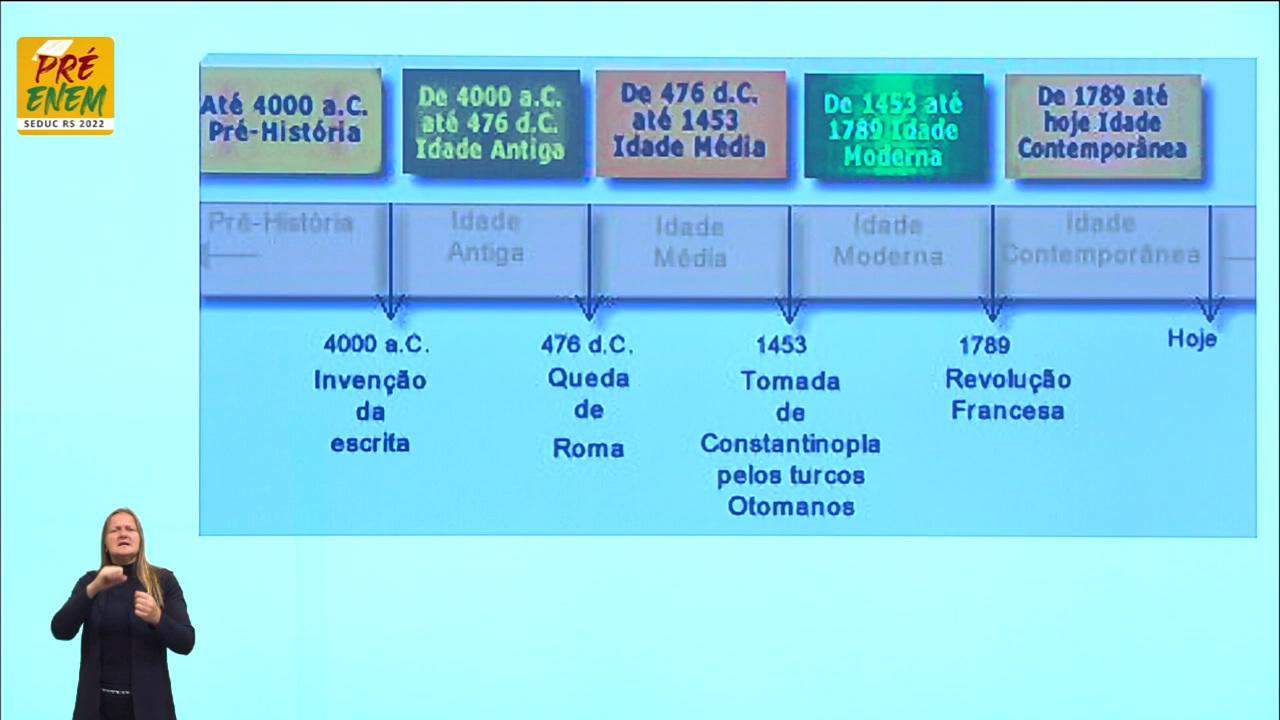 PRÉ
ENEM
SEDUC RS 2022
Até 4000 a.C.
Pré-História
De 4000 a.C.
até 476 d.C.
Idade Antiga
De 476 d.C.
até 1453
Idade Média
De 1453 até
1789 Idade
Moderna
De 1789 até
hoje Idade
Contemporânea
Pré-História
Idade
Antiga
Idade
Média
Idade
Moderna
Idade
Contemporânea
4000 a.C.
Invenção
da
escrita
476 d.C.
Queda
de
Roma
1453
Tomada
de
Constantinopla
pelos turcos
Otomanos
1789
Revolução
Francesa
Hoje